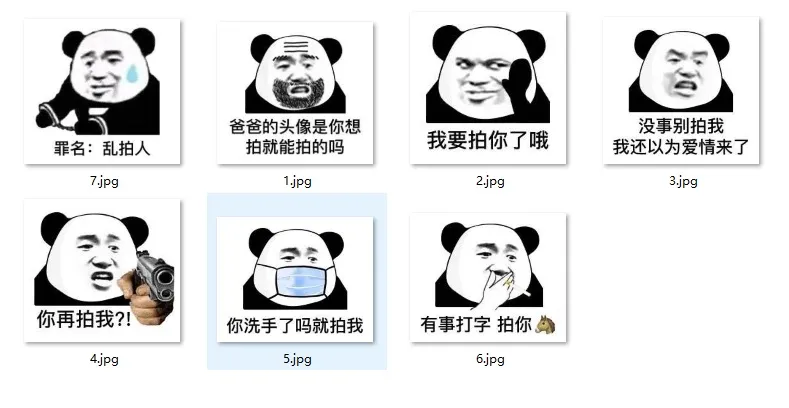 罪名：乱拍人
7.jpg
爸爸的头像是你想
拍就能拍的吗
1.jpg
我要拍你了哦
2.jpg
没事别拍我
我还以为爱情来了
3.jpg
你再拍我?!
4.jpg
你洗手了吗就拍我
5.jpg
有事打字 拍你🐴
6.jpg